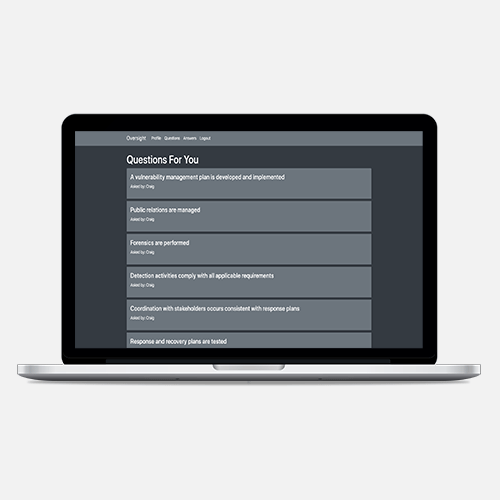 Oversight Profile Questions Answers Logout
Questions For You
A vulnerability management plan is developed and implemented
Asked by: Craig
Public relations are managed
Asked by: Craig
Forensics are performed
Asked by: Craig
Detection activities comply with all applicable requirements
Asked by: Craig
Coordination with stakeholders occurs consistent with response plans
Asked by: Craig
Response and recovery plans are tested